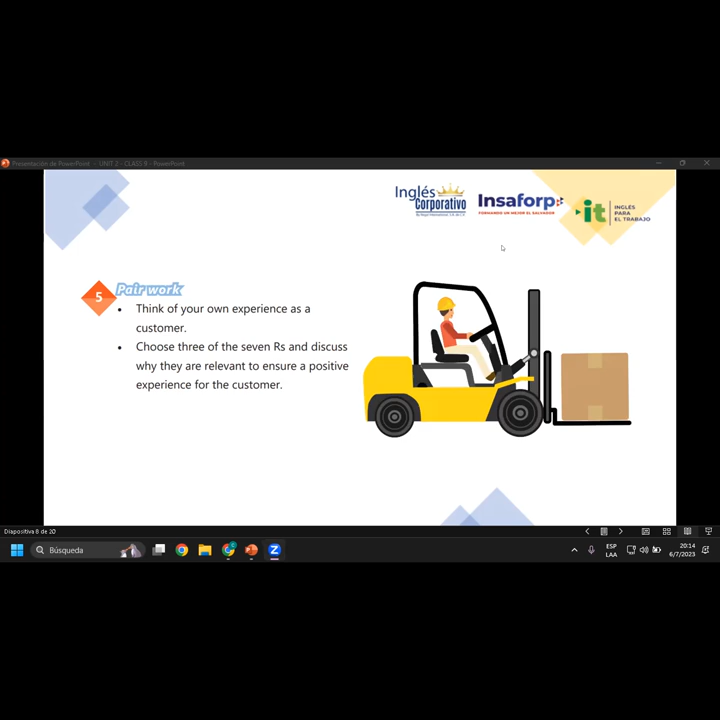 Presentación de PowerPoint - UNIT 2 - CLASS 9 - PowerPoint
Inglés
Corporativo
Insaforp
FORMANDO UN MEJOR EL SALVADOR
it
INGLÉS
PARA
EL TRABAJO
5
Pair work
• Think of your own experience as a
customer.
• Choose three of the seven Rs and discuss
why they are relevant to ensure a positive
experience for the customer.
Diapositiva 8 de 20
Búsqueda
ESP
LAA
20:14
6/7/2023